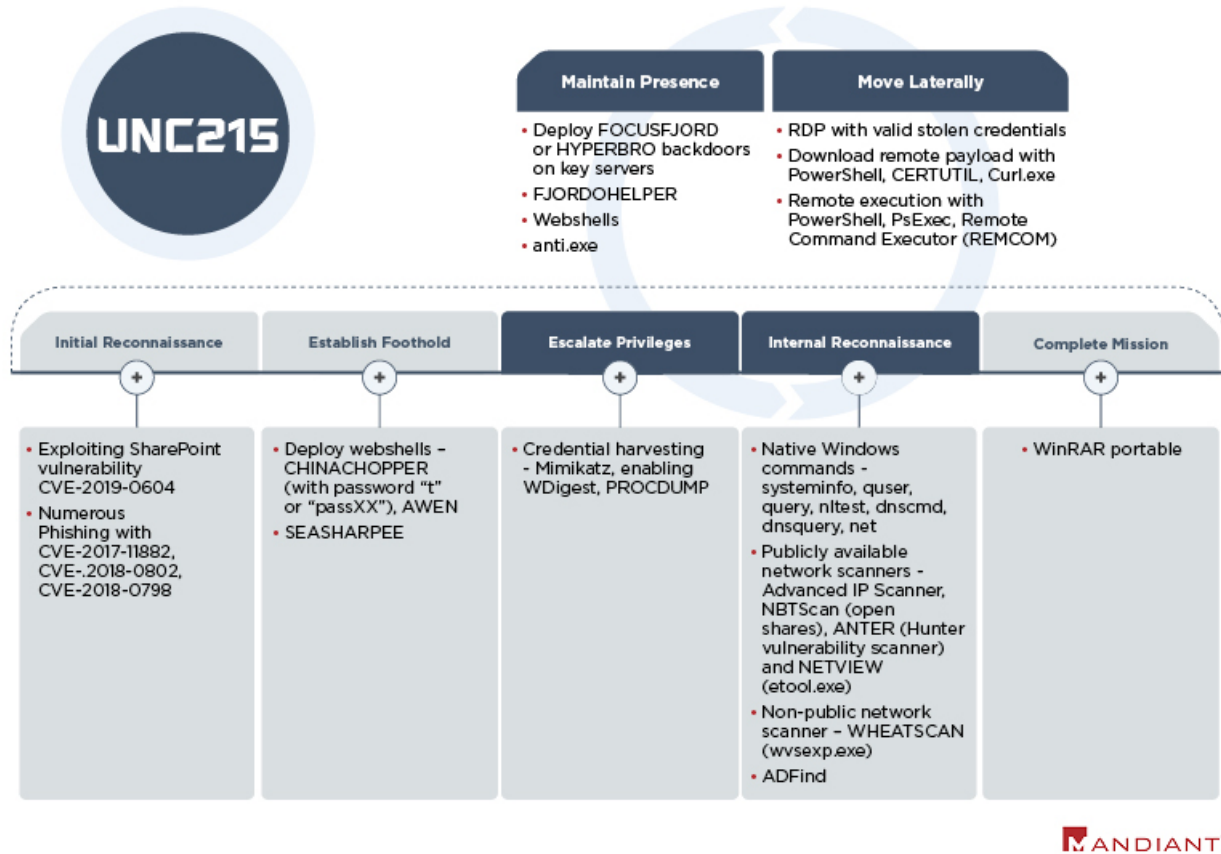 UNC215
Maintain Presence
• Deploy FOCUSFJORD
or HYPERBRO backdoors
on key servers
• FJORDOHELPER
• Webshells
• anti.exe
Move Laterally
• RDP with valid stolen credentials
• Download remote payload with
PowerShell, CERTUTIL, Curl.exe
• Remote execution with
PowerShell, PsExec, Remote
Command Executor (REMCOM)
Initial Reconnaissance
+
• Exploiting SharePoint
vulnerability
CVE-2019-0604
• Numerous
Phishing with
CVE-2017-11882,
CVE-.2018-0802,
CVE-2018-0798
Establish Foothold
+
• Deploy webshells –
CHINACHOPPER
(with password “t”
or “passXX”), AWEN
• SEASHARPEE
Escalate Privileges
+
• Credential harvesting
- Mimikatz, enabling
WDigest, PROCDUMP
Internal Reconnaissance
+
• Native Windows
commands -
systeminfo, quser,
query, nltest, dnscmd,
dnsquery, net
• Publicly available
network scanners -
Advanced IP Scanner,
NBTScan (open
shares), ANTER (Hunter
vulnerability scanner)
and NETVIEW
(etool.exe)
• Non-public network
scanner – WHEATSCAN
(wvsexp.exe)
• ADFind
Complete Mission
+
• WinRAR portable
MANDIANT